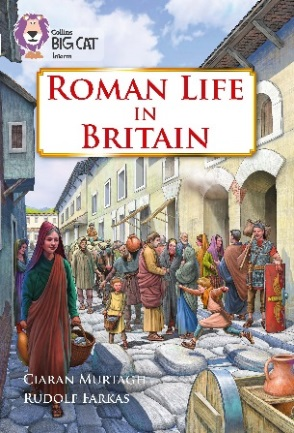 Collins
BIG CAT
ROMAN LIFE
IN
BRITAIN
CIARAN MURTAGH
RUDOLF FARKAS